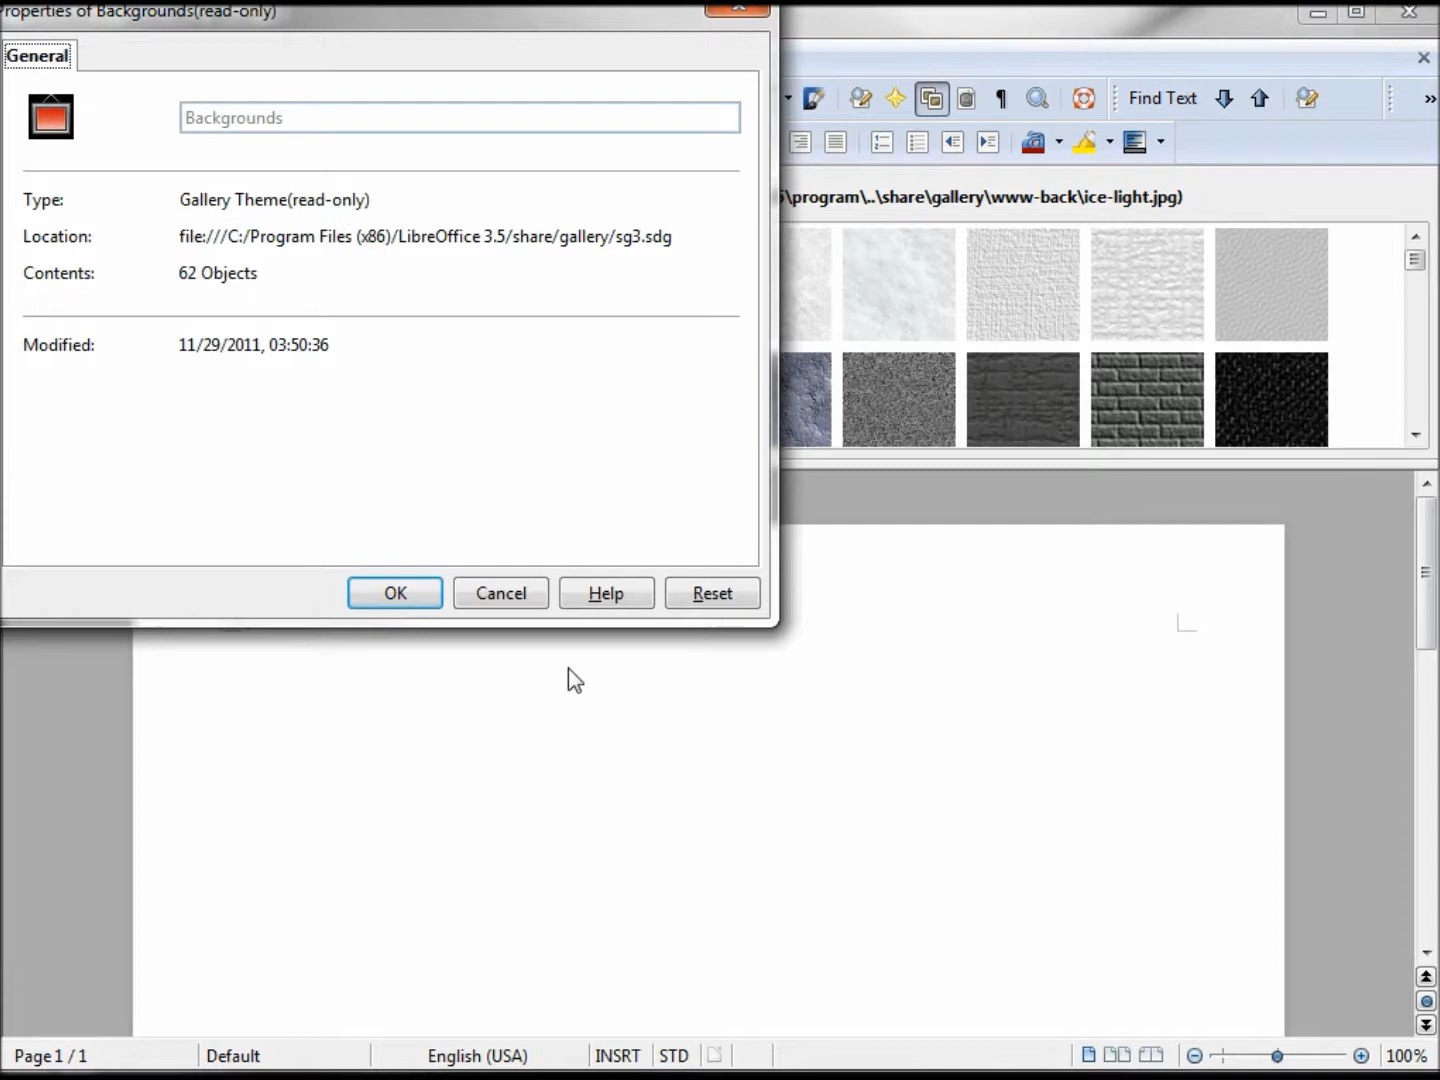 roperties of Backgrounds(read-only)
General
Find Text
»
Backgrounds
\program\..\share\gallery\www-back\ice-light.jpg)
Type: Gallery Theme(read-only)
Location: file:///C:/Program Files (x86)/LibreOffice 3.5/share/gallery/sg3.sdg
Contents: 62 Objects
Modified: 11/29/2011, 03:50:36
OK Cancel Help Reset
Page 1 / 1 Default English (USA) INSRT STD 100%